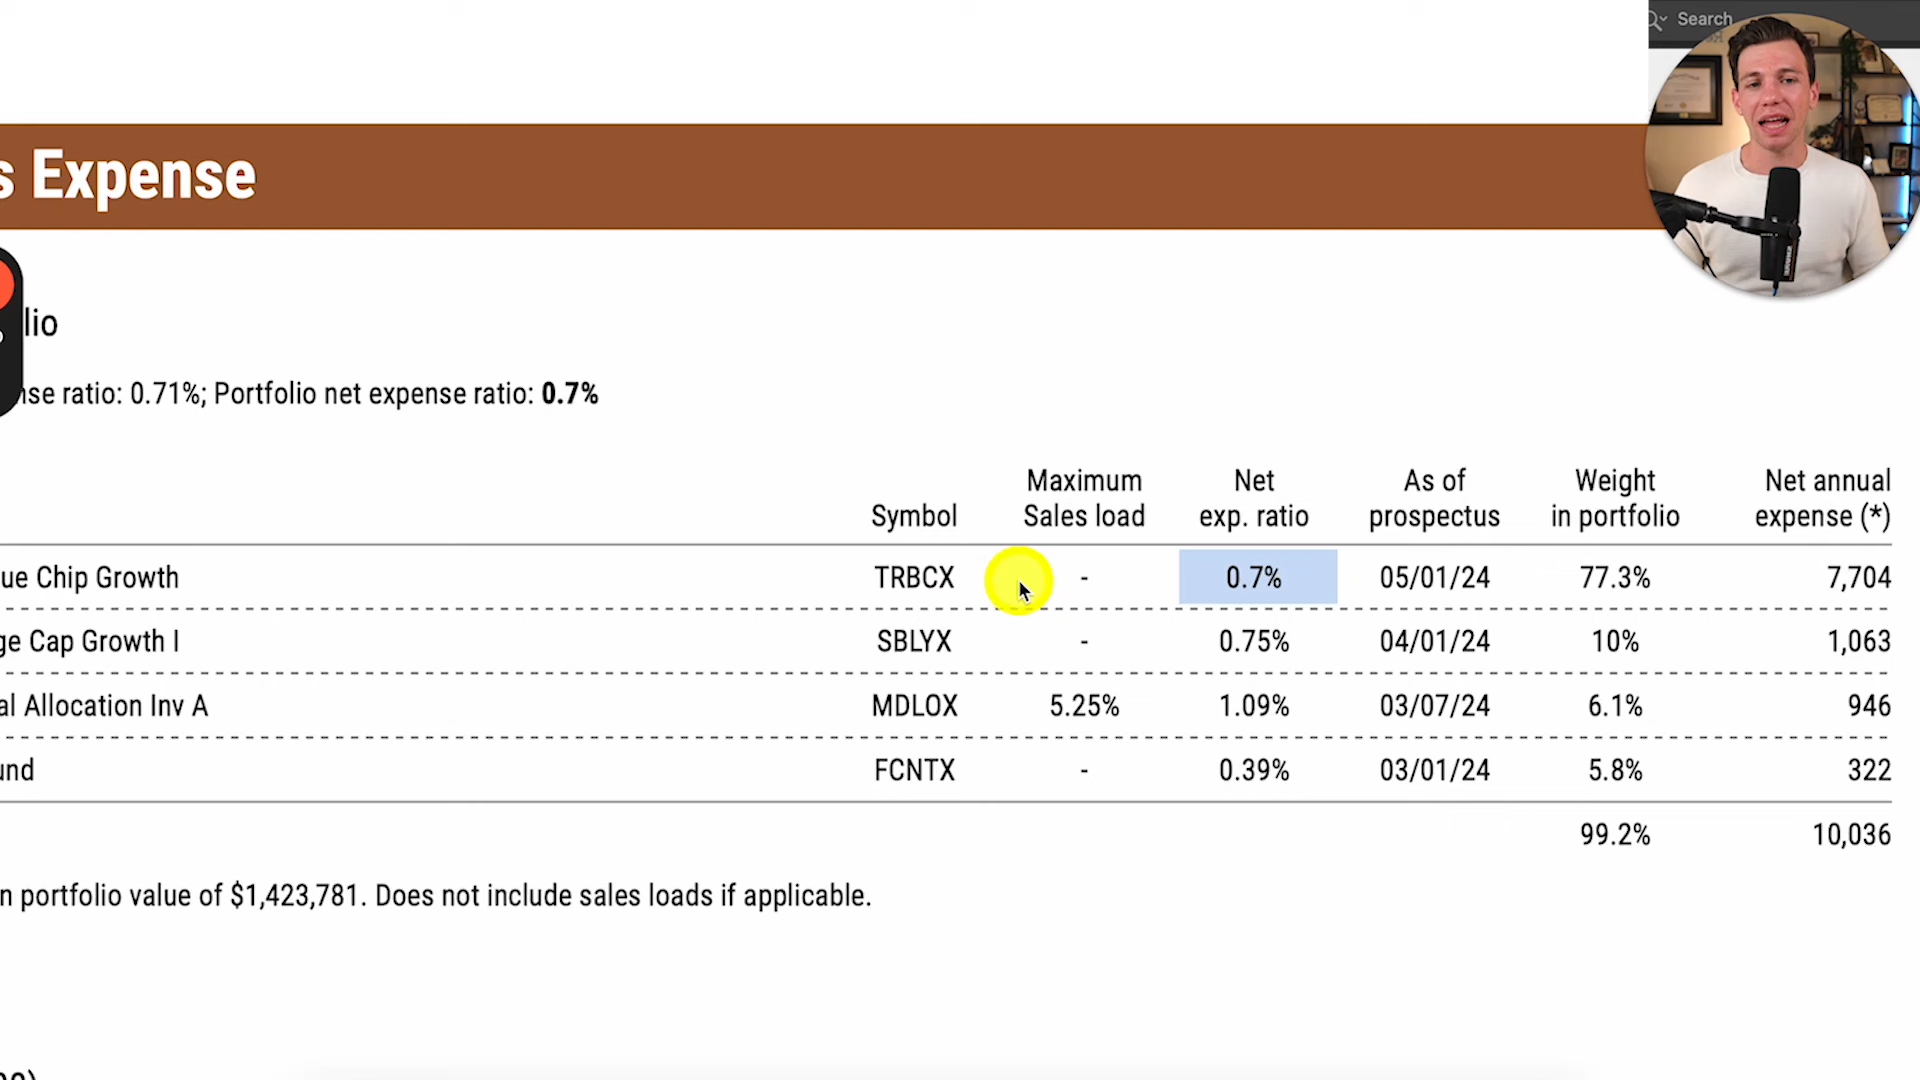 Search
s Expense
lio
nse ratio: 0.71%; Portfolio net expense ratio: 0.7%
Symbol Maximum Sales load Net exp. ratio As of prospectus Weight in portfolio Net annual expense (*)
ue Chip Growth TRBCX - 0.7% 05/01/24 77.3% 7,704
ge Cap Growth I SBLYX - 0.75% 04/01/24 10% 1,063
al Allocation Inv A MDLOX 5.25% 1.09% 03/07/24 6.1% 946
und FCNTX - 0.39% 03/01/24 5.8% 322
99.2% 10,036
n portfolio value of $1,423,781. Does not include sales loads if applicable.